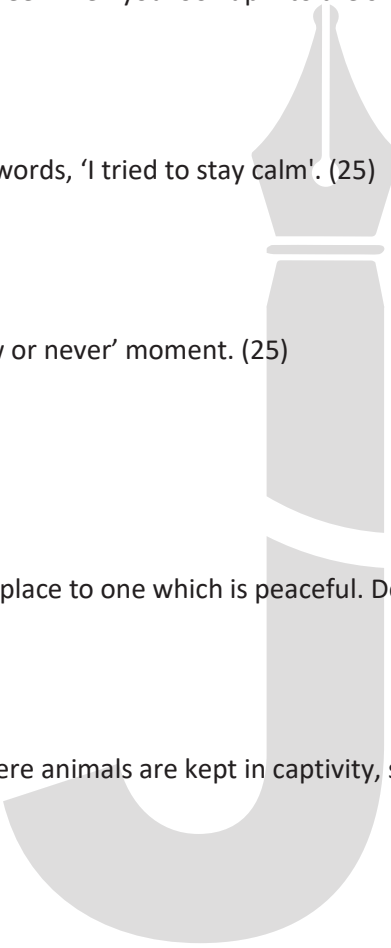 words, ‘I tried to stay calm'. (25)
or never’ moment. (25)
place to one which is peaceful.
ere animals are kept in captivity,